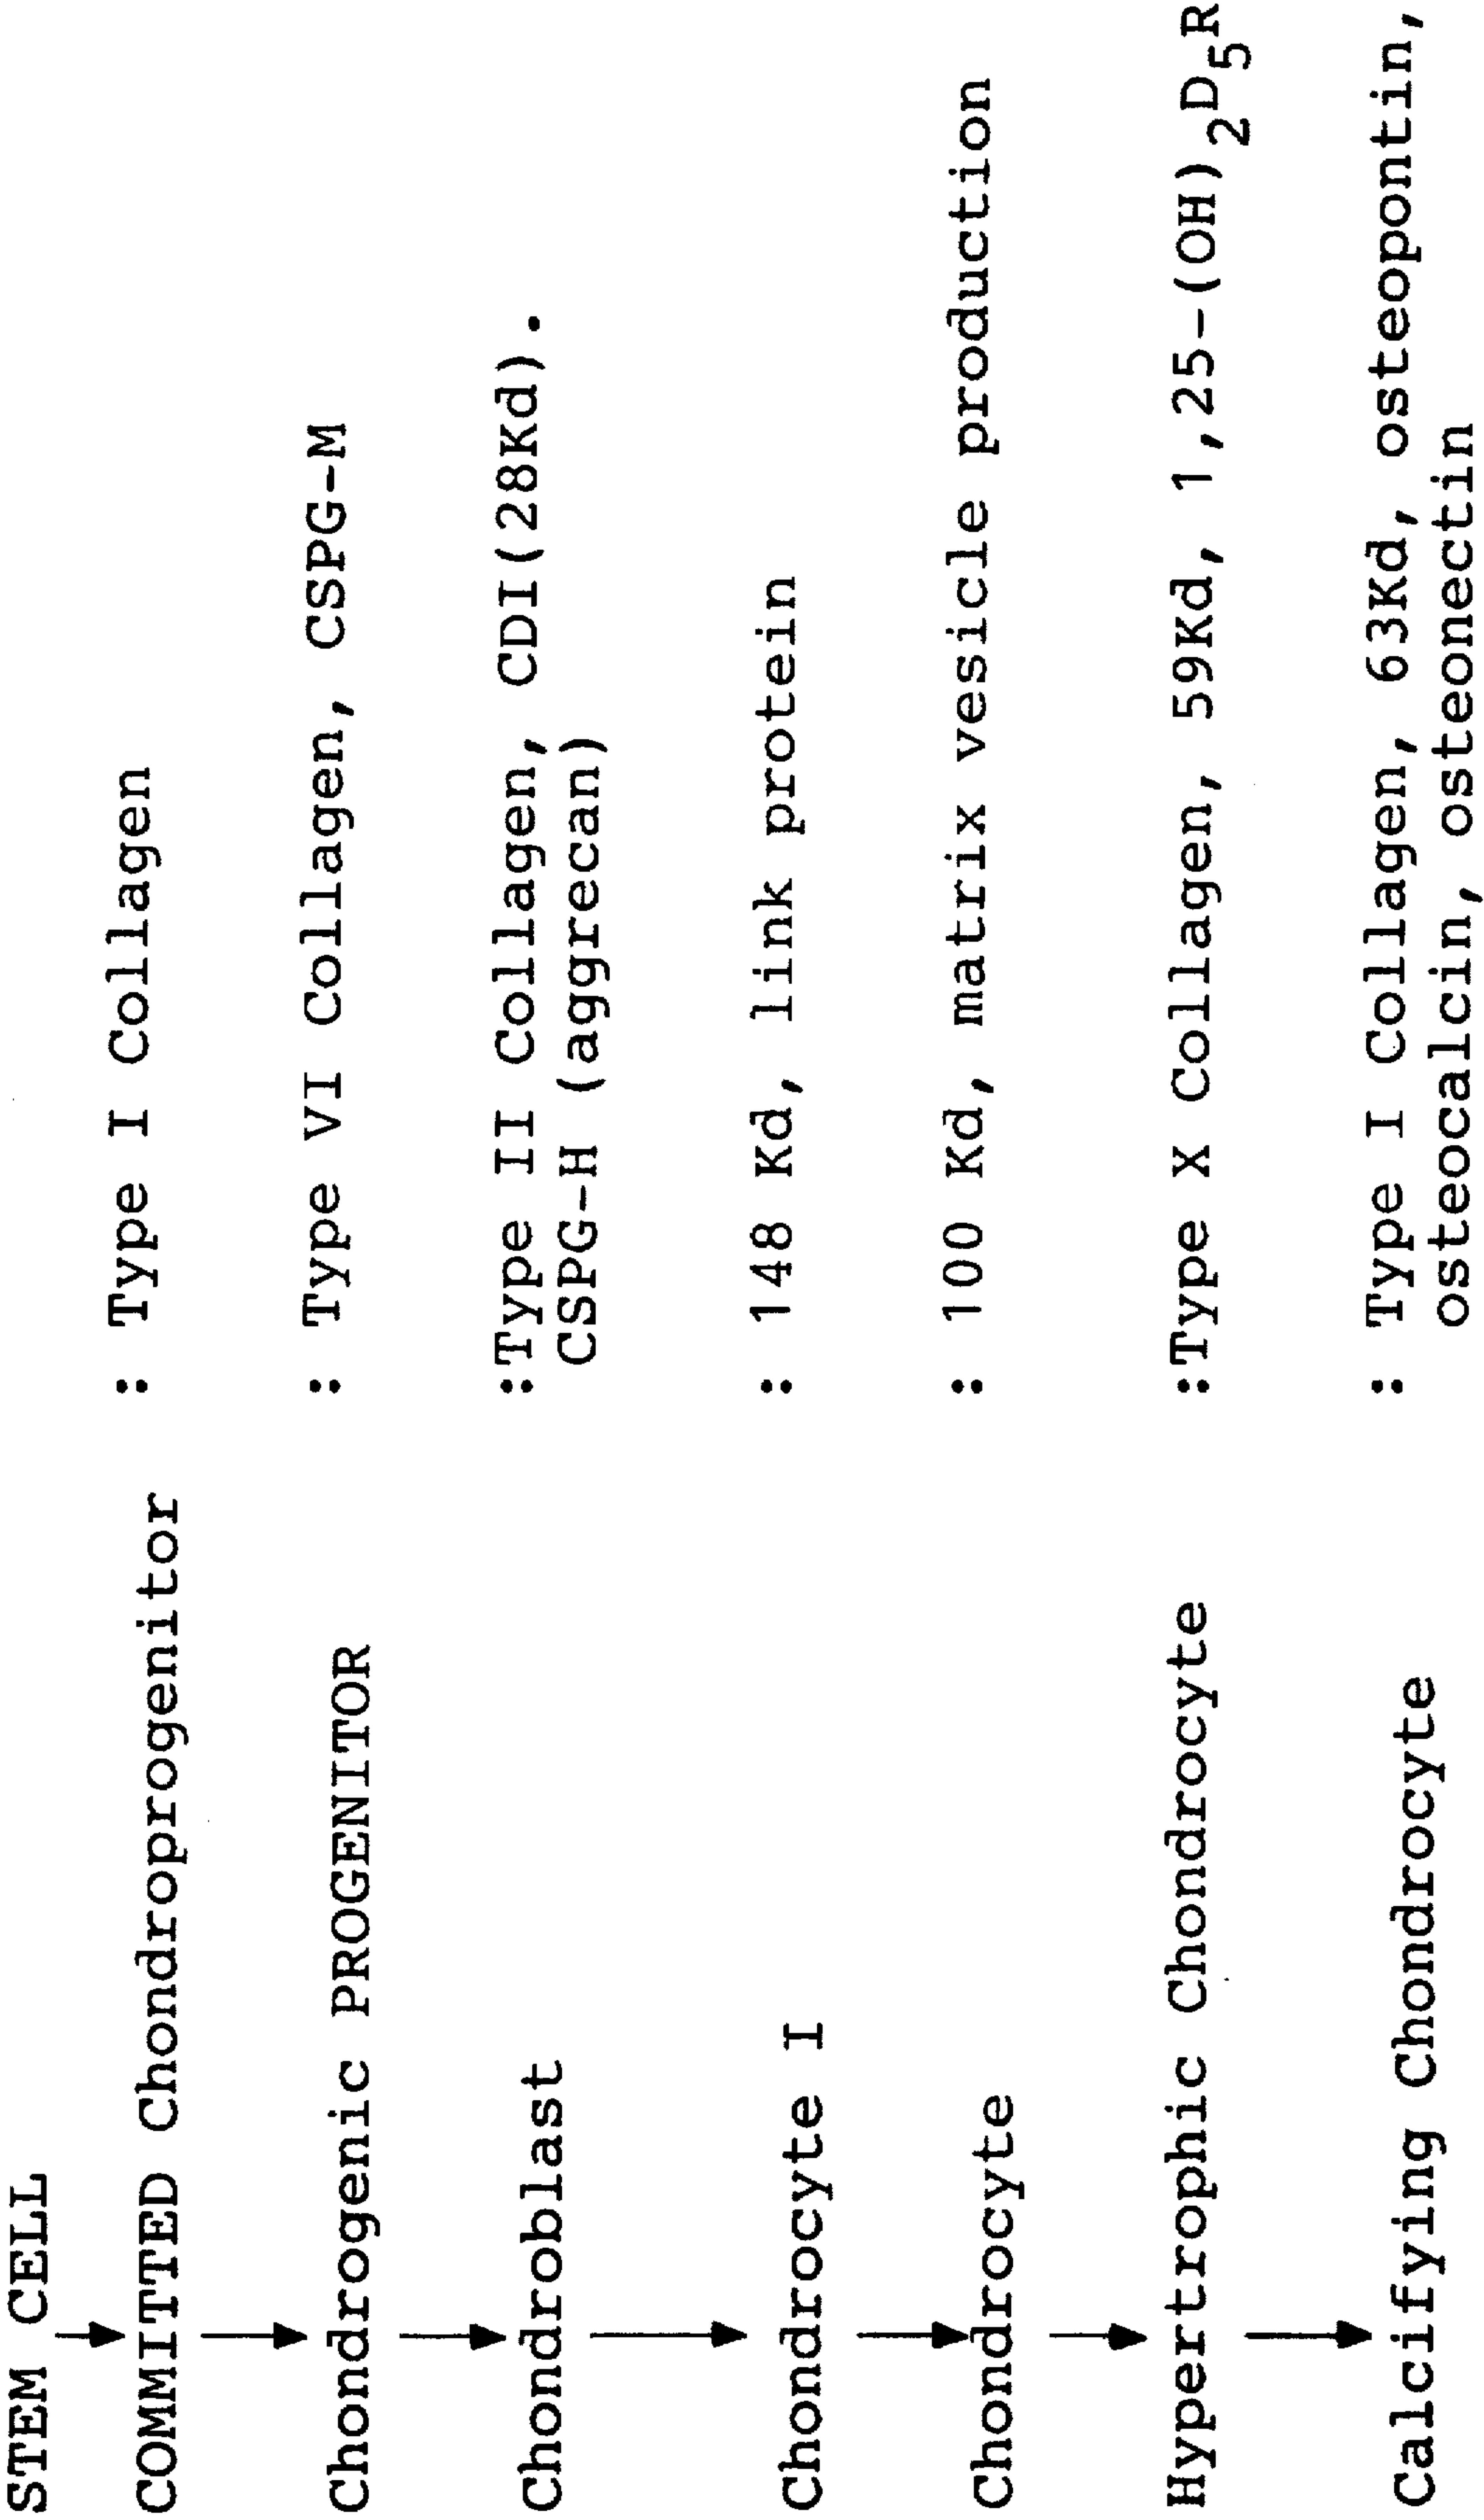 STEM CELL
COMMITTED Chondroprogenitor : Type I Collagen
Chondrogenic PROGENITOR : Type VI Collagen, CSPG-M
Chondroblast :Type II Collagen, CDI(28Kd).
CSPG-H (aggrecan)
Chondrocyte I : 148 Kd, link protein
Chondrocyte : 100 Kd, matrix vesicle production
Hypertrophic Chondrocyte :Type X Collagen, 59Kd, 1,25-(OH)2D5R
Calcifying Chondrocyte : Type I Collagen, 63Kd, osteopontin,
osteocalcin, osteonectin